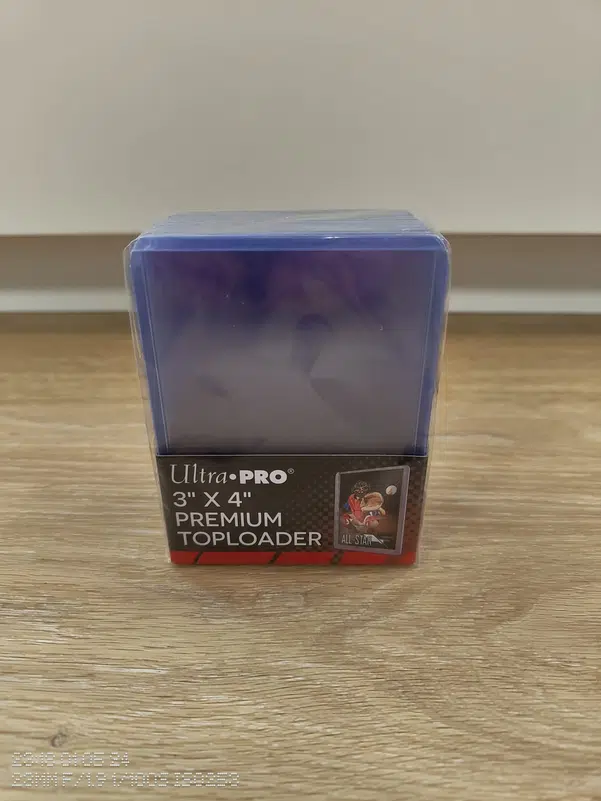 Ultra•PRO®
3" X 4"
PREMIUM
TOPLOADER
ALL-STAR